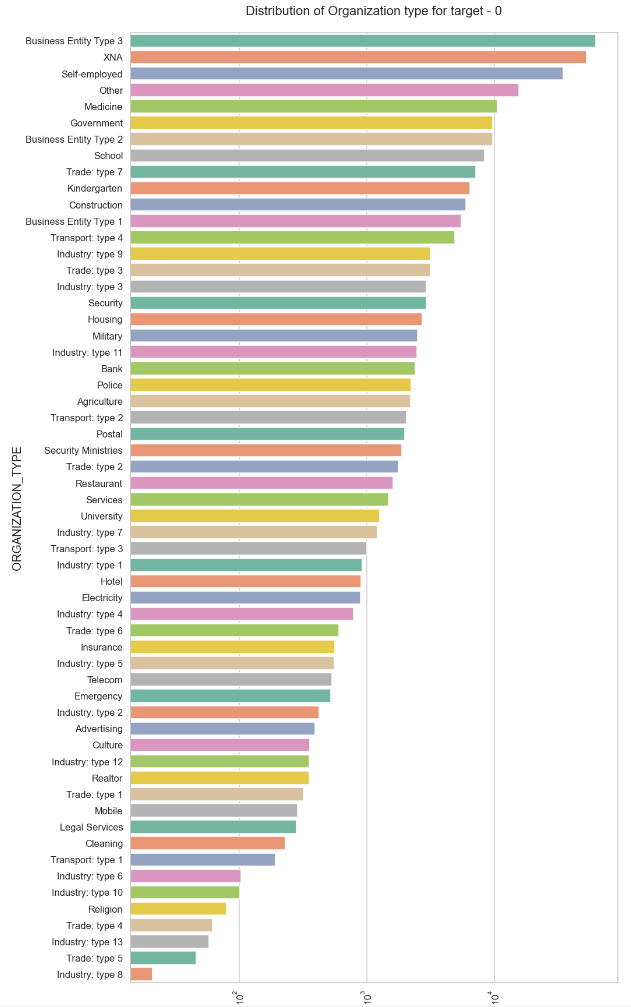 Distribution of Organization type for target - 0
ORGANIZATION_TYPE
Business Entity Type 3
XNA
Self-employed
Other
Medicine
Government
Business Entity Type 2
School
Trade: type 7
Kindergarten
Construction
Business Entity Type 1
Transport: type 4
Industry: type 9
Trade: type 3
Industry: type 3
Security
Housing
Military
Industry: type 11
Bank
Police
Agriculture
Transport: type 2
Postal
Security Ministries
Trade: type 2
Restaurant
Services
University
Industry: type 7
Transport: type 3
Industry: type 1
Hotel
Electricity
Industry: type 4
Trade: type 6
Insurance
Industry: type 5
Telecom
Emergency
Industry: type 2
Advertising
Culture
Industry: type 12
Realtor
Trade: type 1
Mobile
Legal Services
Cleaning
Transport: type 1
Industry: type 6
Industry: type 10
Religion
Trade: type 4
Industry: type 13
Trade: type 5
Industry: type 8
10²
10³
10⁴